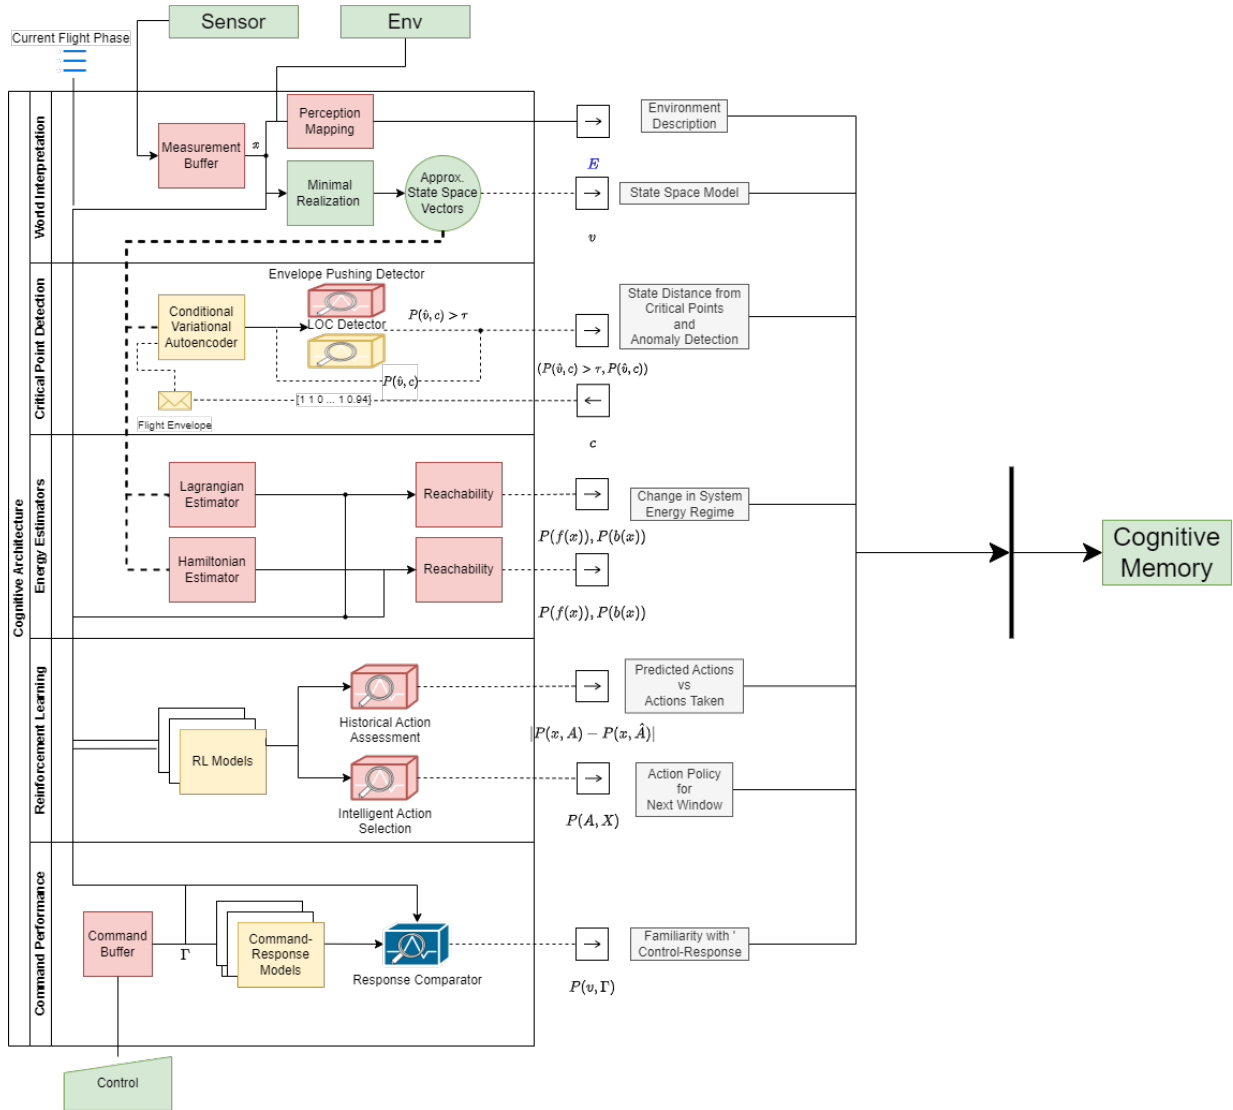 Sensor
Env
Current Flight Phase
Cognitive Architecture
World Interpretation
Measurement
Buffer
x
Perception
Mapping
Minimal
Realization
Approx.
State Space
Vectors
E
v
Environment
Description
State Space Model
Critical Point Detection
Envelope Pushing Detector
Conditional
Variational
Autoencoder
LOC Detector
P(v̂, c) > τ
P(v̂, c)
[1 1 0 ... 1 0.94]
Flight Envelope
(P(v̂, c) > τ, P(v̂, c))
c
State Distance from
Critical Points
and
Anomaly Detection
Energy Estimators
Lagrangian
Estimator
Reachability
P(f(x)), P(b(x))
Hamiltonian
Estimator
Reachability
P(f(x)), P(b(x))
Change in System
Energy Regime
Cognitive
Memory
Reinforcement Learning
RL Models
Historical Action
Assessment
Intelligent Action
Selection
|P(x, A) − P(x, Â)|
P(A, X)
Predicted Actions
vs
Actions Taken
Action Policy
for
Next Window
Command Performance
Command
Buffer
Γ
Command-
Response
Models
Response Comparator
P(v, Γ)
Familiarity with '
Control-Response
Control